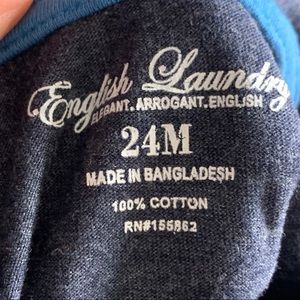 English Laundry
ELEGANT.ARROGANT.ENGLISH
24M
MADE IN BANGLADESH
100% COTTON
RN#155862